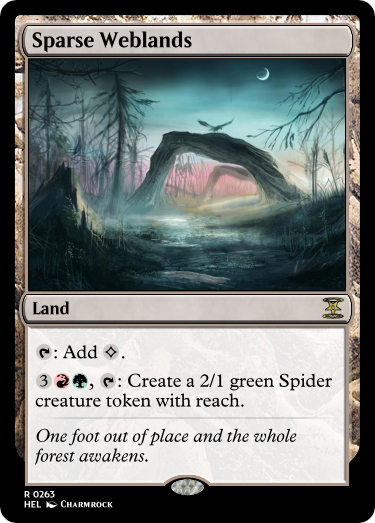 Sparse Weblands
Land
: Add .
3 , : Create a 2/1 green Spider
creature token with reach.
One foot out of place and the whole
forest awakens.
R 0263
HEL Charmrock